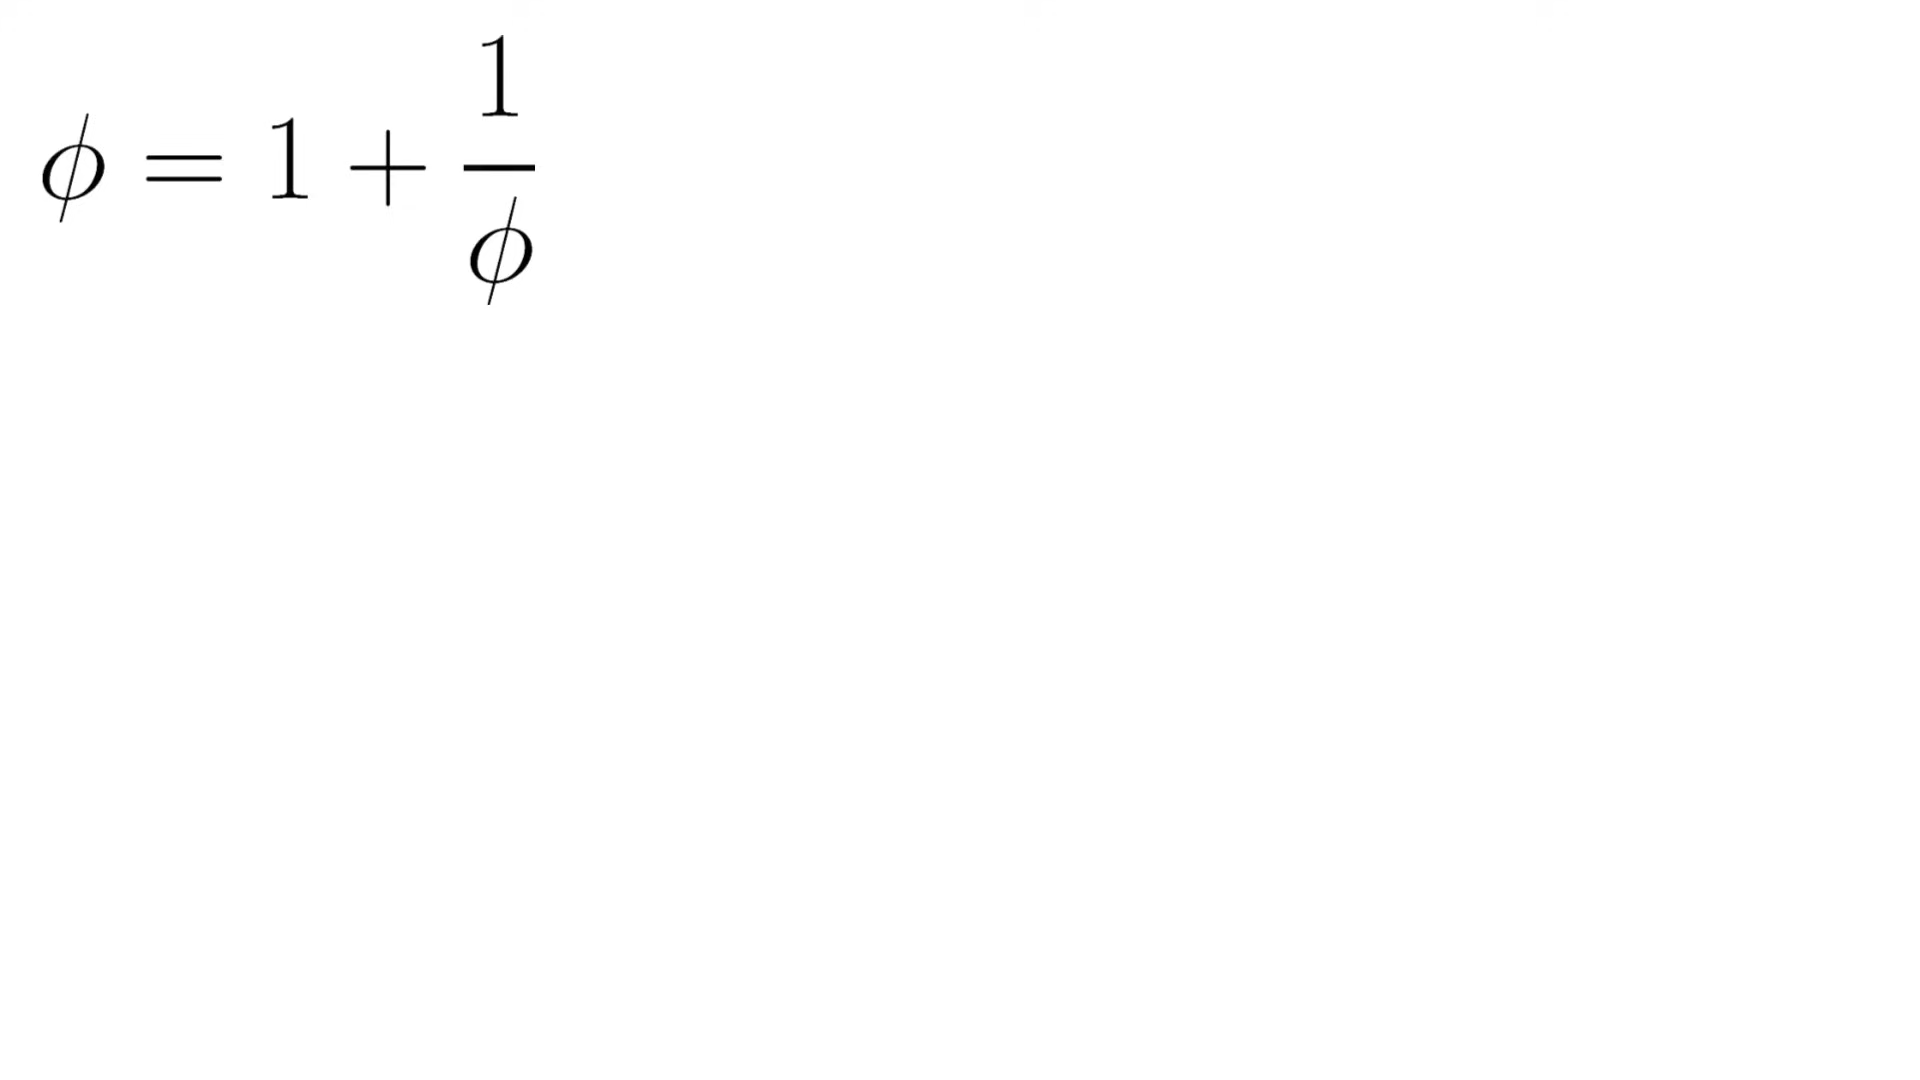 ϕ = 1 + 1/ϕ